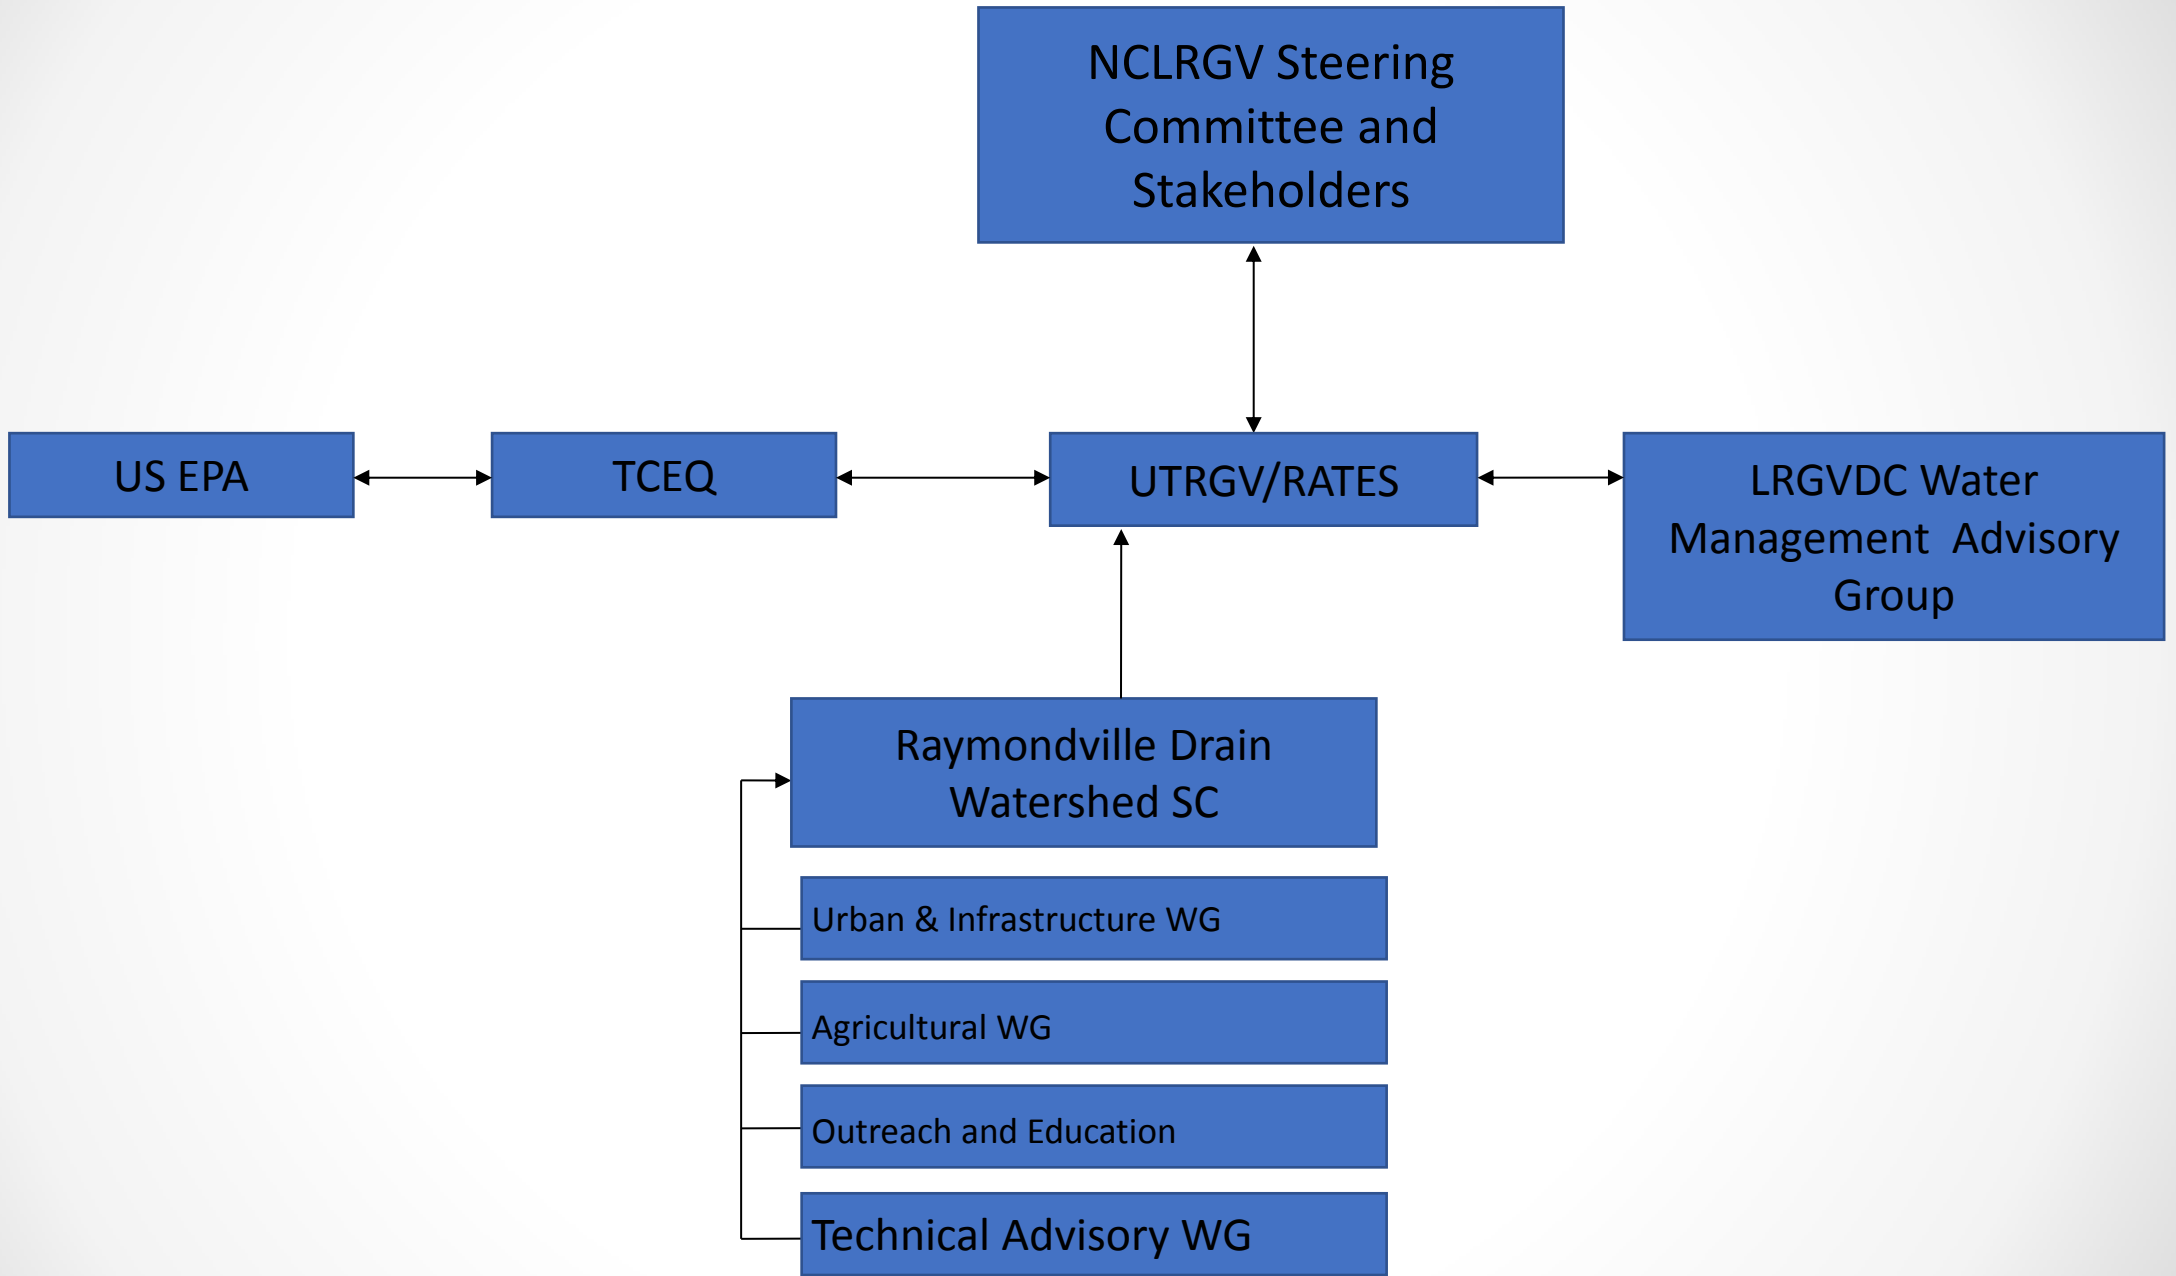 NCLRGV Steering
Committee and
Stakeholders
US EPA
TCEQ
UTRGV/RATES
LRGVDC Water
Management  Advisory
Group
Raymondville Drain
Watershed SC
Urban & Infrastructure WG
Agricultural WG
Outreach and Education
Technical Advisory WG